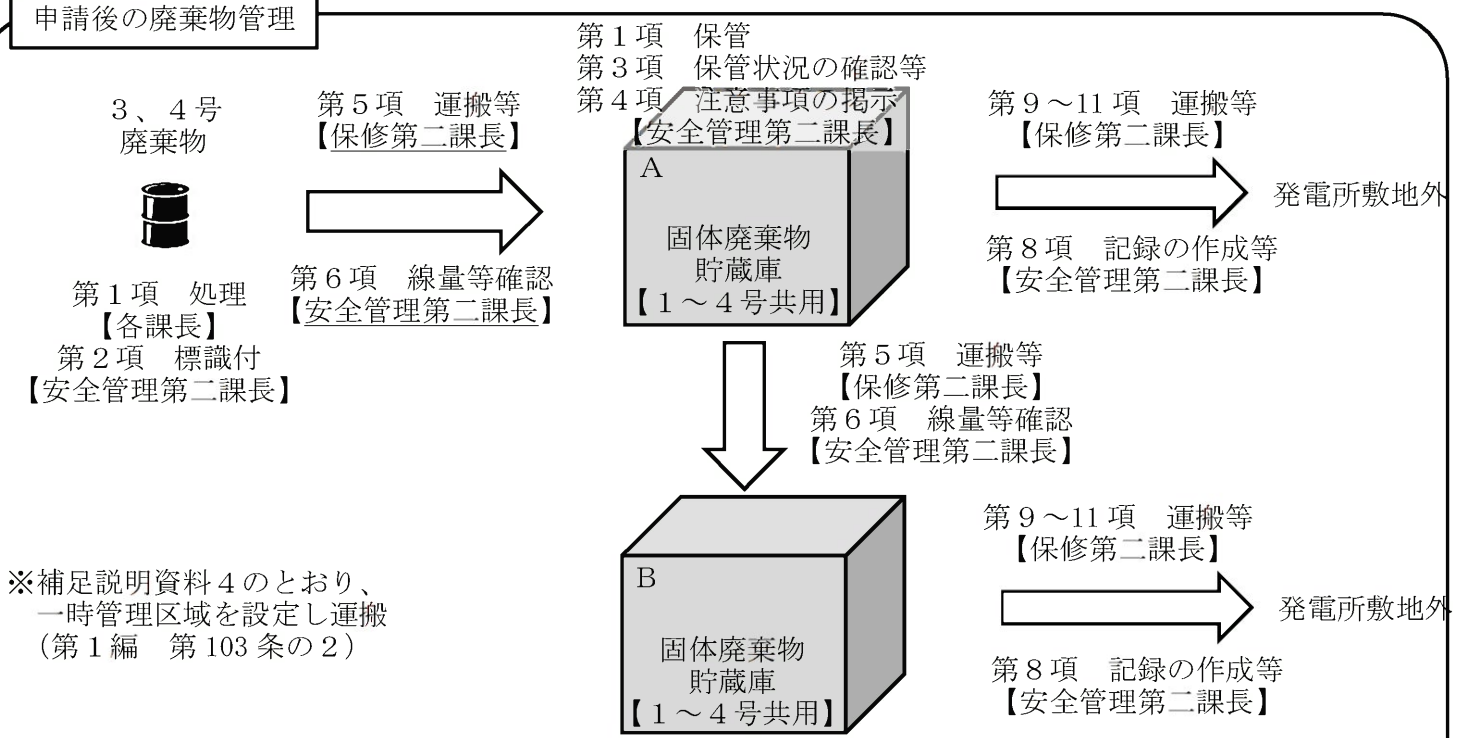 申請後の廃棄物管理
3、4号
廃棄物
第1項　処理
【各課長】
第2項　標識付
【安全管理第二課長】
第5項　運搬等
【保修第二課長】
第6項　線量等確認
【安全管理第二課長】
第1項　保管
第3項　保管状況の確認等
第4項　注意事項の掲示
【安全管理第二課長】
A
固体廃棄物
貯蔵庫
【1～4号共用】
第9～11項　運搬等
【保修第二課長】
発電所敷地外
第8項　記録の作成等
【安全管理第二課長】
第5項　運搬等
【保修第二課長】
第6項　線量等確認
【安全管理第二課長】
B
固体廃棄物
貯蔵庫
【1～4号共用】
第9～11項　運搬等
【保修第二課長】
発電所敷地外
第8項　記録の作成等
【安全管理第二課長】
※補足説明資料4のとおり、
一時管理区域を設定し運搬
（第1編　第103条の2）